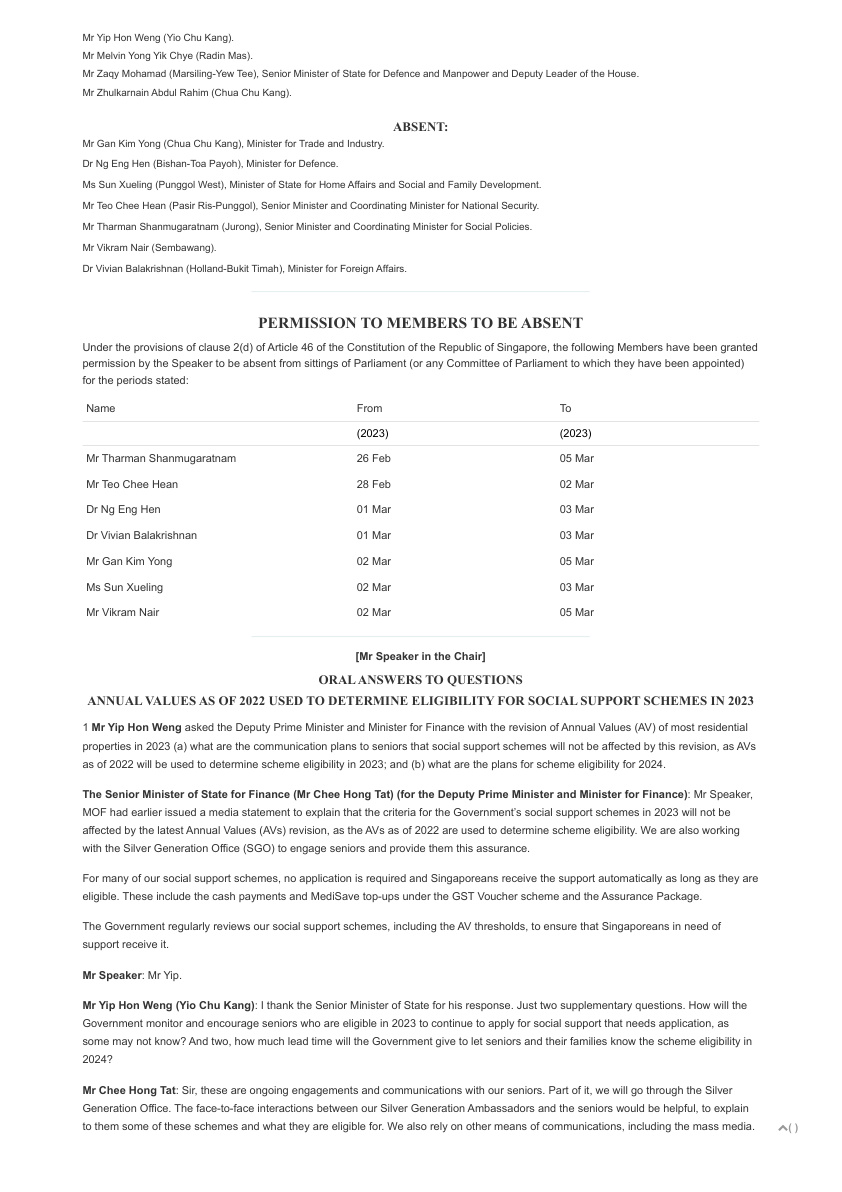 Mr Yip Hon Weng (Yio Chu Kang).
Mr Melvin Yong Yik Chye (Radin Mas).
Mr Zaqy Mohamad (Marsiling-Yew Tee), Senior Minister of State for Defence and Manpower and Deputy Leader of the House.
Mr Zhulkarnain Abdul Rahim (Chua Chu Kang).
ABSENT:
Mr Gan Kim Yong (Chua Chu Kang), Minister for Trade and Industry.
Dr Ng Eng Hen (Bishan-Toa Payoh), Minister for Defence.
Ms Sun Xueling (Punggol West), Minister of State for Home Affairs and Social and Family Development.
Mr Teo Chee Hean (Pasir Ris-Punggol), Senior Minister and Coordinating Minister for National Security.
Mr Tharman Shanmugaratnam (Jurong), Senior Minister and Coordinating Minister for Social Policies.
Mr Vikram Nair (Sembawang).
Dr Vivian Balakrishnan (Holland-Bukit Timah), Minister for Foreign Affairs.
PERMISSION TO MEMBERS TO BE ABSENT
Under the provisions of clause 2(d) of Article 46 of the Constitution of the Republic of Singapore, the following Members have been granted
permission by the Speaker to be absent from sittings of Parliament (or any Committee of Parliament to which they have been appointed)
for the periods stated:
Name From To
(2023) (2023)
Mr Tharman Shanmugaratnam 26 Feb 05 Mar
Mr Teo Chee Hean 28 Feb 02 Mar
Dr Ng Eng Hen 01 Mar 03 Mar
Dr Vivian Balakrishnan 01 Mar 03 Mar
Mr Gan Kim Yong 02 Mar 05 Mar
Ms Sun Xueling 02 Mar 03 Mar
Mr Vikram Nair 02 Mar 05 Mar
[Mr Speaker in the Chair]
ORAL ANSWERS TO QUESTIONS
ANNUAL VALUES AS OF 2022 USED TO DETERMINE ELIGIBILITY FOR SOCIAL SUPPORT SCHEMES IN 2023
1 Mr Yip Hon Weng asked the Deputy Prime Minister and Minister for Finance with the revision of Annual Values (AV) of most residential
properties in 2023 (a) what are the communication plans to seniors that social support schemes will not be affected by this revision, as AVs
as of 2022 will be used to determine scheme eligibility in 2023; and (b) what are the plans for scheme eligibility for 2024.
The Senior Minister of State for Finance (Mr Chee Hong Tat) (for the Deputy Prime Minister and Minister for Finance): Mr Speaker,
MOF had earlier issued a media statement to explain that the criteria for the Government's social support schemes in 2023 will not be
affected by the latest Annual Values (AVs) revision, as the AVs as of 2022 are used to determine scheme eligibility. We are also working
with the Silver Generation Office (SGO) to engage seniors and provide them this assurance.
For many of our social support schemes, no application is required and Singaporeans receive the support automatically as long as they are
eligible. These include the cash payments and MediSave top-ups under the GST Voucher scheme and the Assurance Package.
The Government regularly reviews our social support schemes, including the AV thresholds, to ensure that Singaporeans in need of
support receive it.
Mr Speaker: Mr Yip.
Mr Yip Hon Weng (Yio Chu Kang): I thank the Senior Minister of State for his response. Just two supplementary questions. How will the
Government monitor and encourage seniors who are eligible in 2023 to continue to apply for social support that needs application, as
some may not know? And two, how much lead time will the Government give to let seniors and their families know the scheme eligibility in
2024?
Mr Chee Hong Tat: Sir, these are ongoing engagements and communications with our seniors. Part of it, we will go through the Silver
Generation Office. The face-to-face interactions between our Silver Generation Ambassadors and the seniors would be helpful, to explain
to them some of these schemes and what they are eligible for. We also rely on other means of communications, including the mass media.
( )